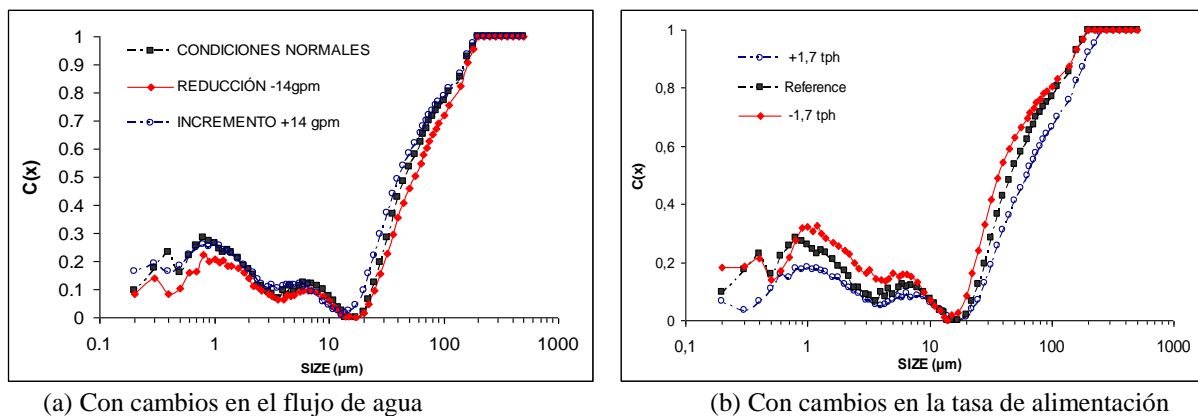 1
0.9
0.8
0.7
0.6
0.5
0.4
0.3
0.2
0.1
0
C(x)
CONDICIONES NORMALES
REDUCCIÓN -14gpm
INCREMENTO +14 gpm
0.1 1 10 100 1000
SIZE (µm)
(a) Con cambios en el flujo de agua
1
0,8
0,6
0,4
0,2
0
C(x)
+1,7 tph
Reference
-1,7 tph
0,1 1 10 100 1000
SIZE (µm)
(b) Con cambios en la tasa de alimentación